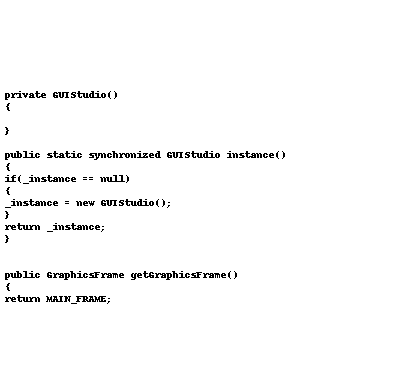 private GUIStudio()
{
}
public static synchronized GUIStudio instance()
{
if(_instance == null)
{
_instance = new GUIStudio();
}
return _instance;
}
public GraphicsFrame getGraphicsFrame()
{
return MAIN_FRAME;